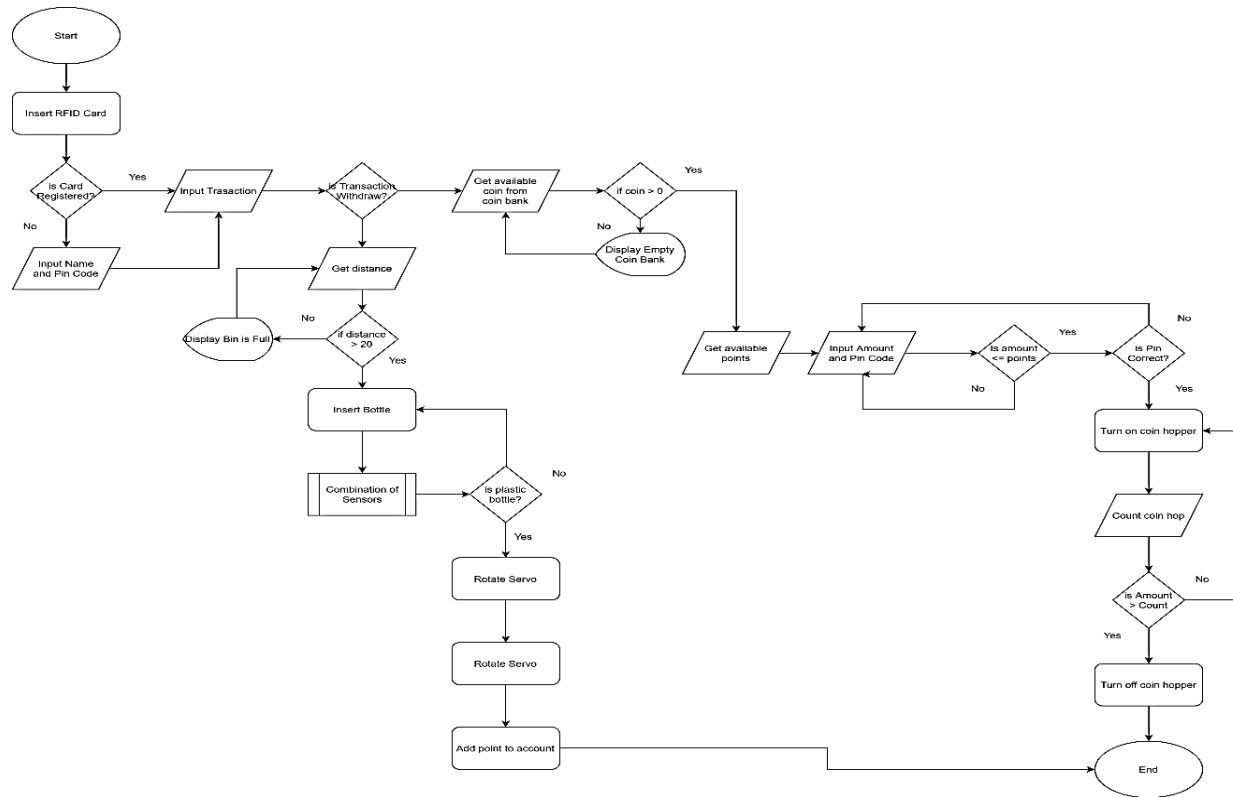 Start
Insert RFID Card
is Card
Registered?
Yes
No
Input Name
and Pin Code
Input Trasaction
is Transaction
Withdraw?
Get available
coin from
coin bank
if coin > 0
Yes
No
Display Empty
Coin Bank
Get distance
if distance
> 20
No
Display Bin is Full
Yes
Insert Bottle
Combination of
Sensors
is plastic
bottle?
No
Yes
Rotate Servo
Rotate Servo
Add point to account
Get available
points
Input Amount
and Pin Code
Is amount
<= points
Yes
No
is Pin
Correct?
No
Yes
Turn on coin hopper
Count coin hop
is Amount
> Count
No
Yes
Turn off coin hopper
End